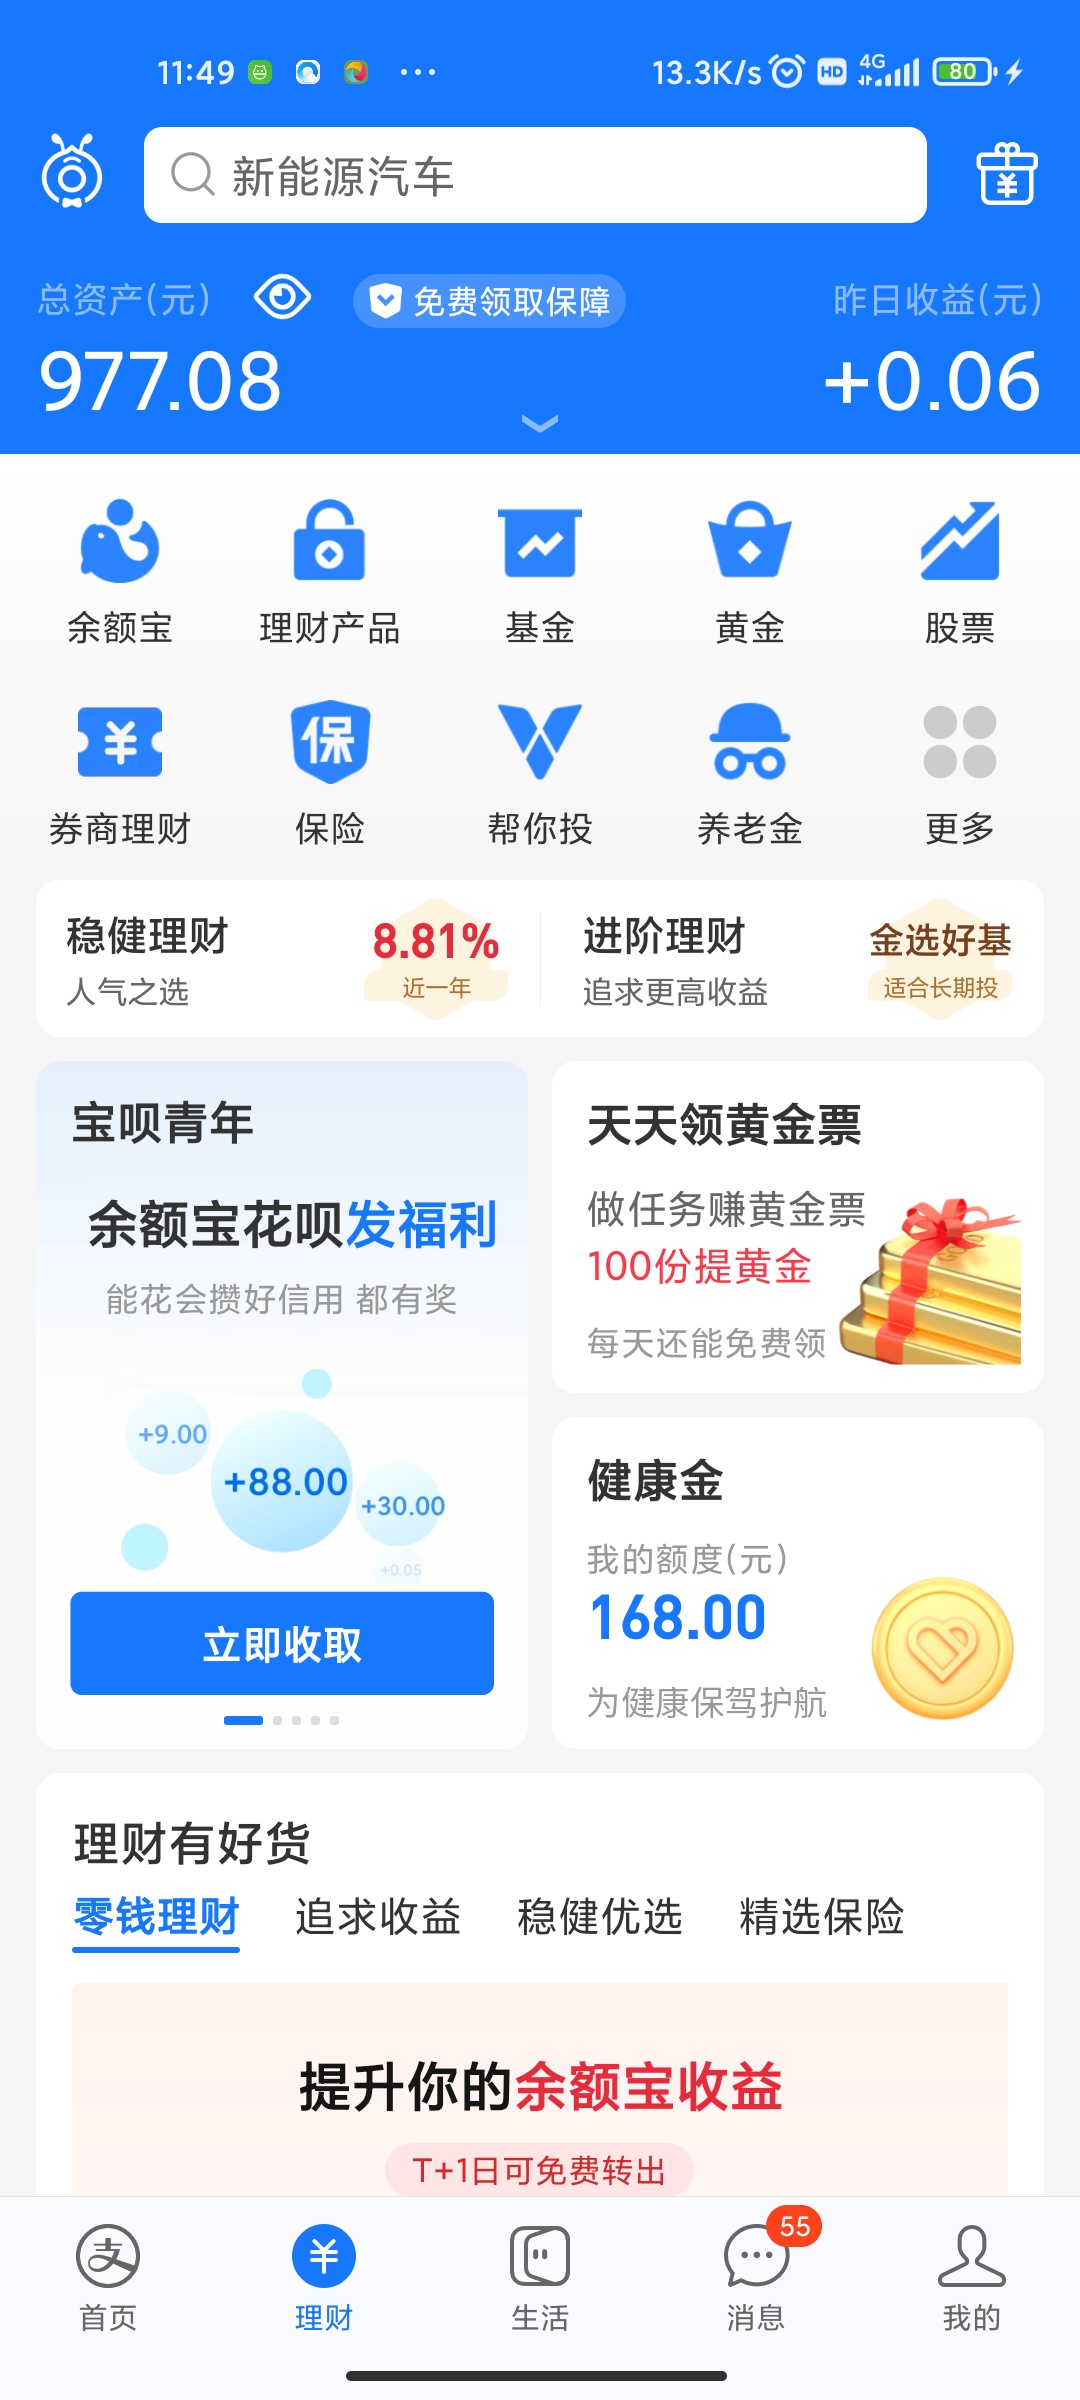 11:49
13.3K/s HD 4G 80
新能源汽车
总资产(元) 免费领取保障 昨日收益(元)
977.08 +0.06
余额宝 理财产品 基金 黄金 股票
保
券商理财 保险 帮你投 养老金 更多
稳健理财 8.81% 进阶理财 金选好基
人气之选 近一年 追求更高收益 适合长期投
宝呗青年
余额宝花呗发福利
能花会攒好信用 都有奖
+9.00
+88.00
+30.00
+0.05
立即收取
天天领黄金票
做任务赚黄金票
100份提黄金
每天还能免费领
健康金
我的额度(元)
168.00
为健康保驾护航
理财有好货
零钱理财 追求收益 稳健优选 精选保险
提升你的余额宝收益
T+1日可免费转出
支 55
首页 理财 生活 消息 我的